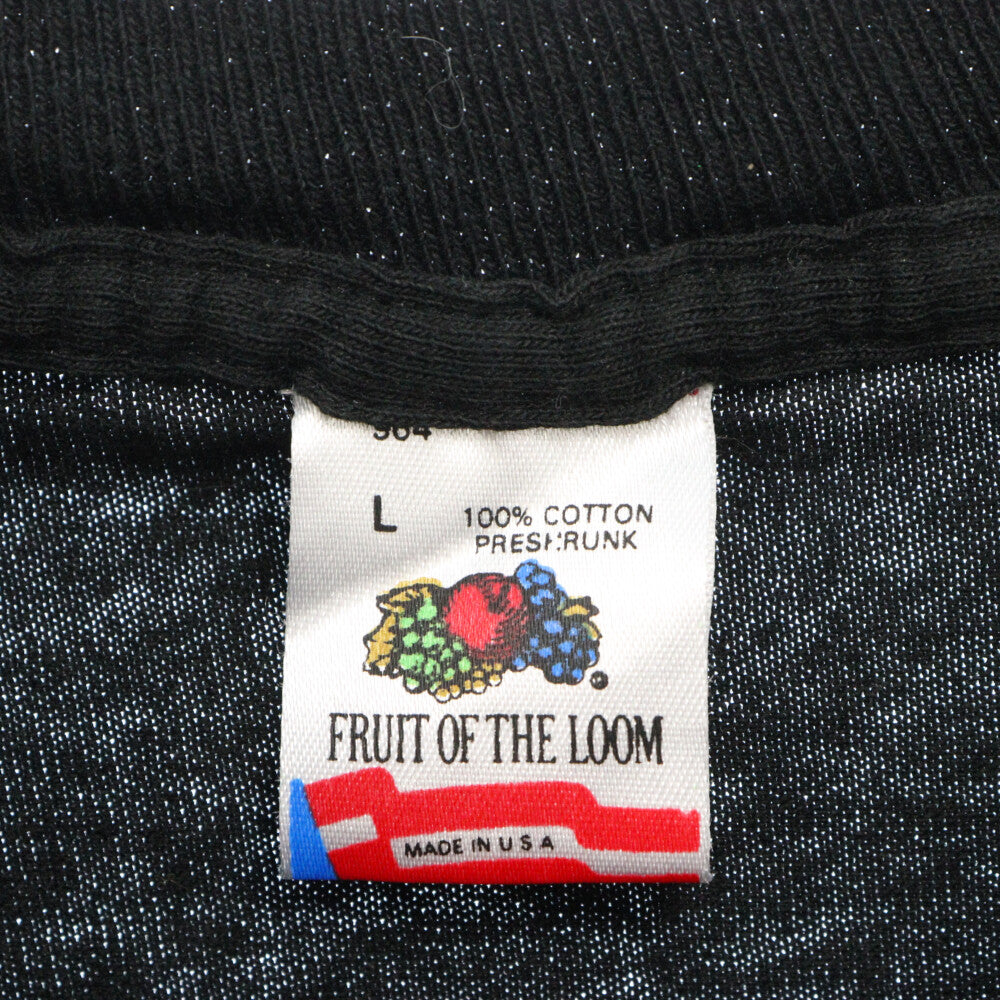 L
100% COTTON
PRESHRUNK
FRUIT OF THE LOOM
MADE IN U S A